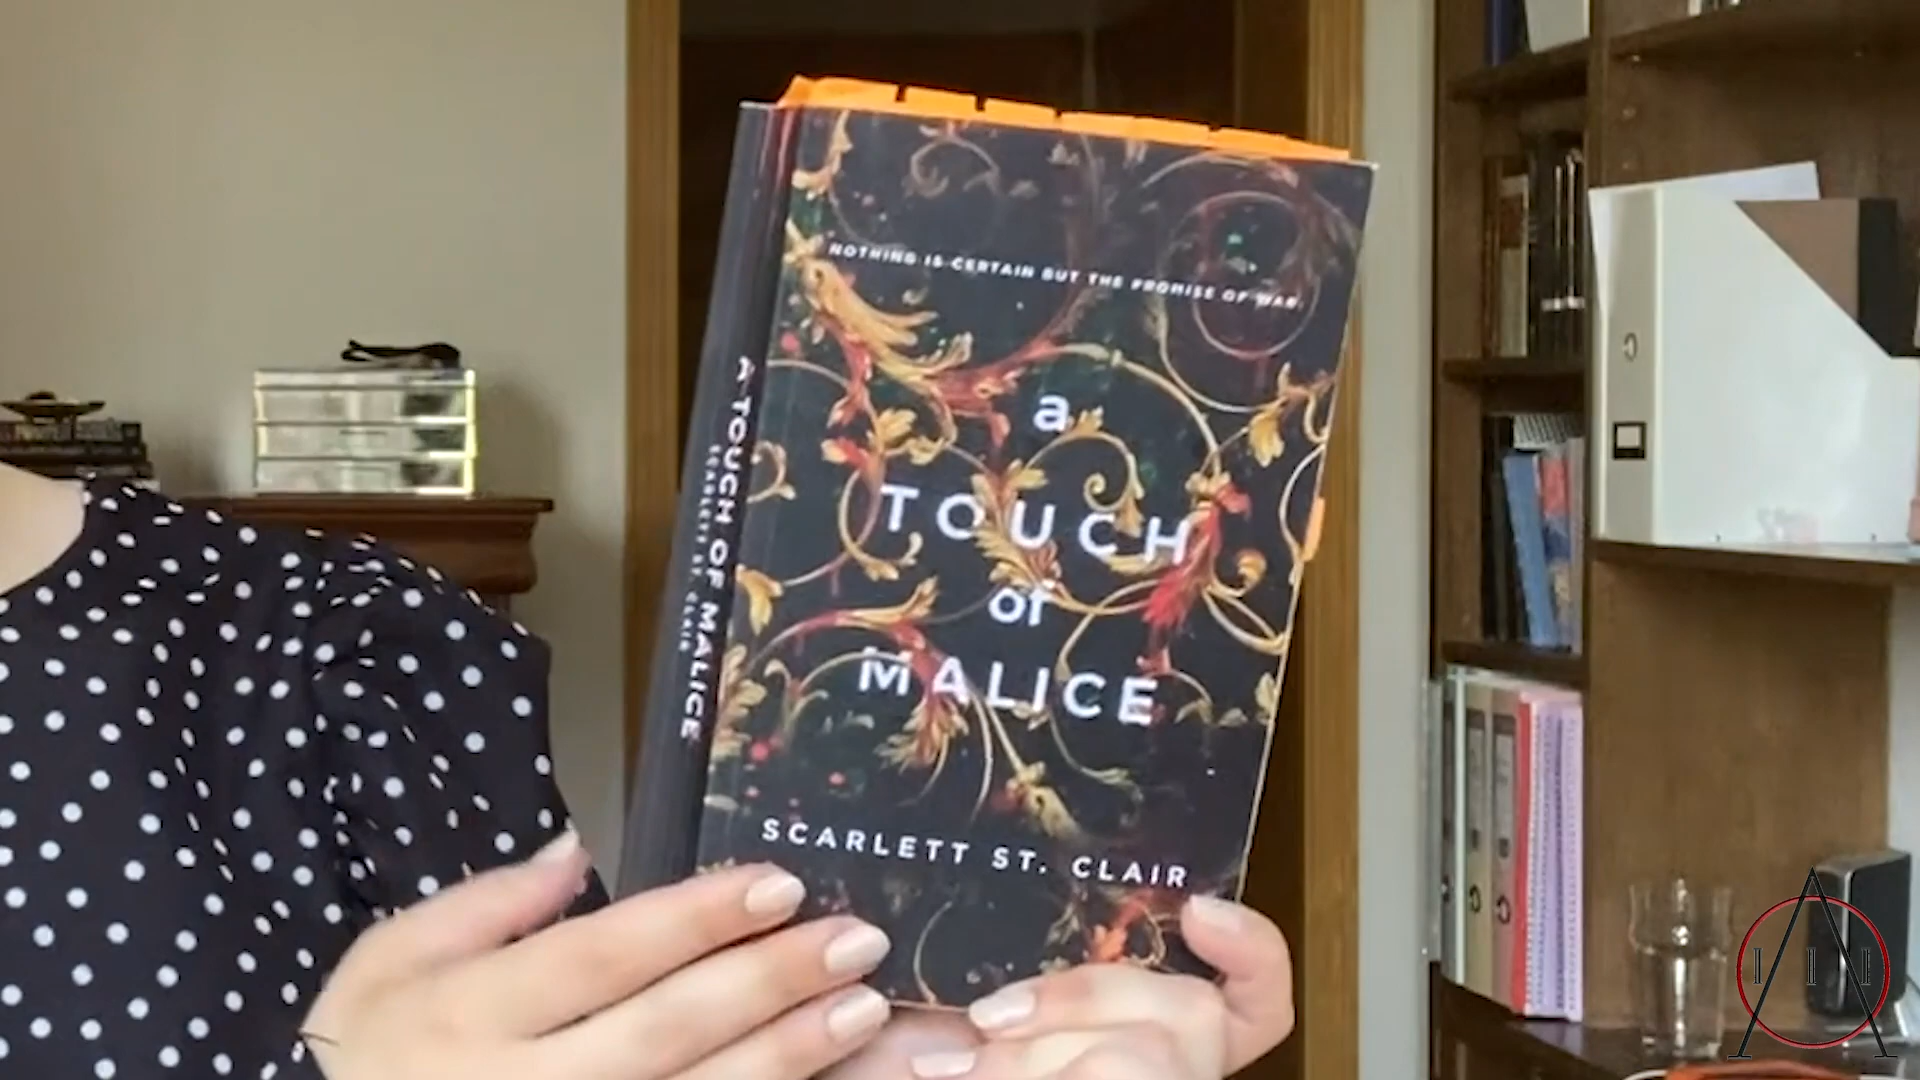 NOTHING IS CERTAIN BUT THE PROMISE OF WAR.
a
TOUCH
of
MALICE
SCARLETT ST. CLAIR
A TOUCH OF MALICE
SCARLETT ST. CLAIR